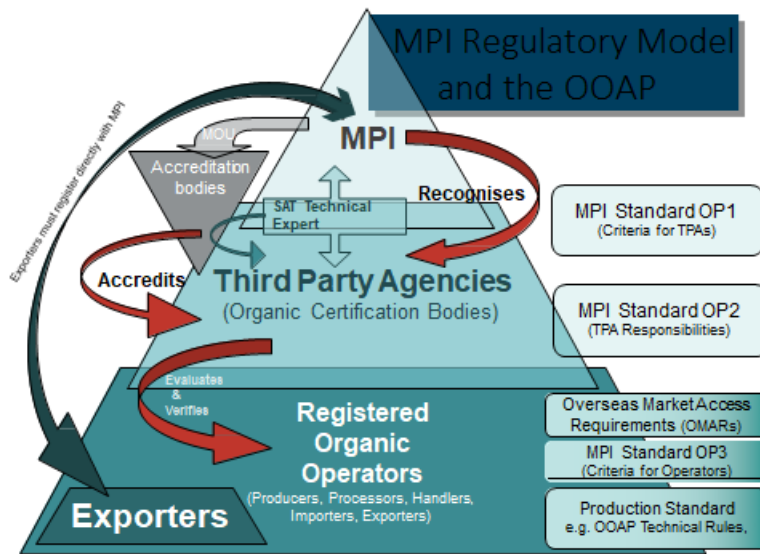 MPI Regulatory Model
and the OOAP
Exporters must register directly with MPI
MOU
MPI
Accreditation
bodies
Recognises
SAT Technical
Expert
MPI Standard OP1
(Criteria for TPAs)
Accredits
Third Party Agencies
(Organic Certification Bodies)
MPI Standard OP2
(TPA Responsibilities)
Evaluates
&
Verifies
Registered
Organic
Operators
(Producers, Processors, Handlers,
Importers, Exporters)
Overseas Market Access
Requirements (OMARs)
MPI Standard OP3
(Criteria for Operators)
Production Standard
e.g. OOAP Technical Rules,
Exporters